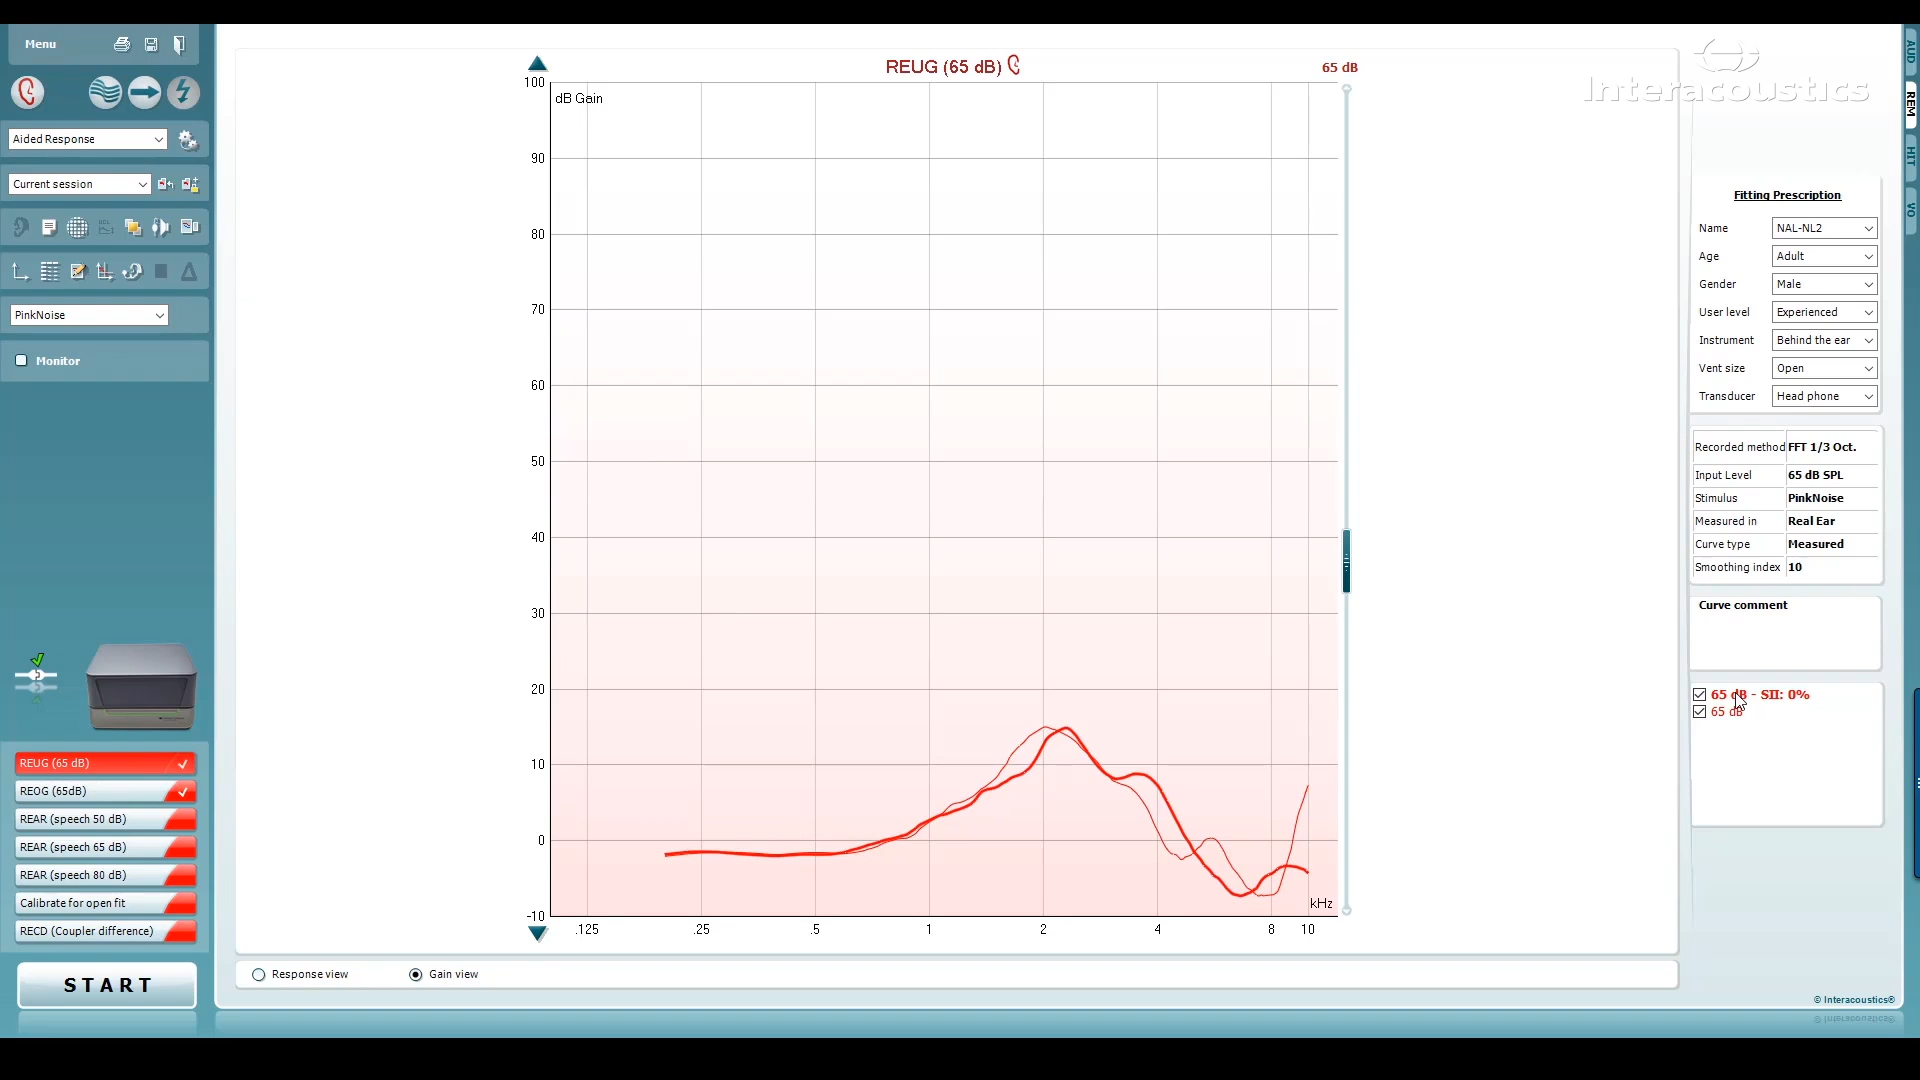 Menu
Aided Response
Current session
PinkNoise
Monitor
REUG (65 dB)
REOG (65dB)
REAR (speech 50 dB)
REAR (speech 65 dB)
REAR (speech 80 dB)
Calibrate for open fit
RECD (Coupler difference)
START
REUG (65 dB)
65 dB
dB Gain
100
90
80
70
60
50
40
30
20
10
0
-10
kHz
.125
.25
.5
1
2
4
8
10
Response view
Gain view
Interacoustics
AUD
REM
HIT
VO
Fitting Prescription
Name NAL-NL2
Age Adult
Gender Male
User level Experienced
Instrument Behind the ear
Vent size Open
Transducer Head phone
Recorded method FFT 1/3 Oct.
Input Level 65 dB SPL
Stimulus PinkNoise
Measured in Real Ear
Curve type Measured
Smoothing index 10
Curve comment
65 dB - SII: 0%
65 dB
© Interacoustics®